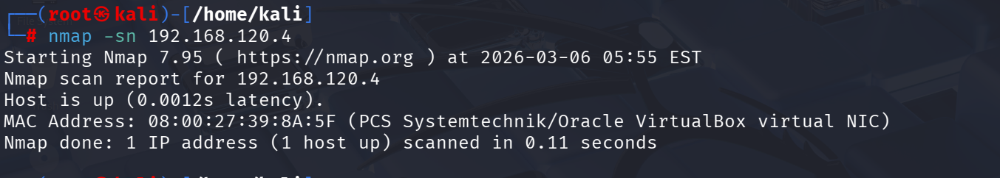 ┌──(root㉿kali)-[/home/kali]
└─# nmap -sn 192.168.120.4
Starting Nmap 7.95 ( https://nmap.org ) at 2026-03-06 05:55 EST
Nmap scan report for 192.168.120.4
Host is up (0.0012s latency).
MAC Address: 08:00:27:39:8A:5F (PCS Systemtechnik/Oracle VirtualBox virtual NIC)
Nmap done: 1 IP address (1 host up) scanned in 0.11 seconds